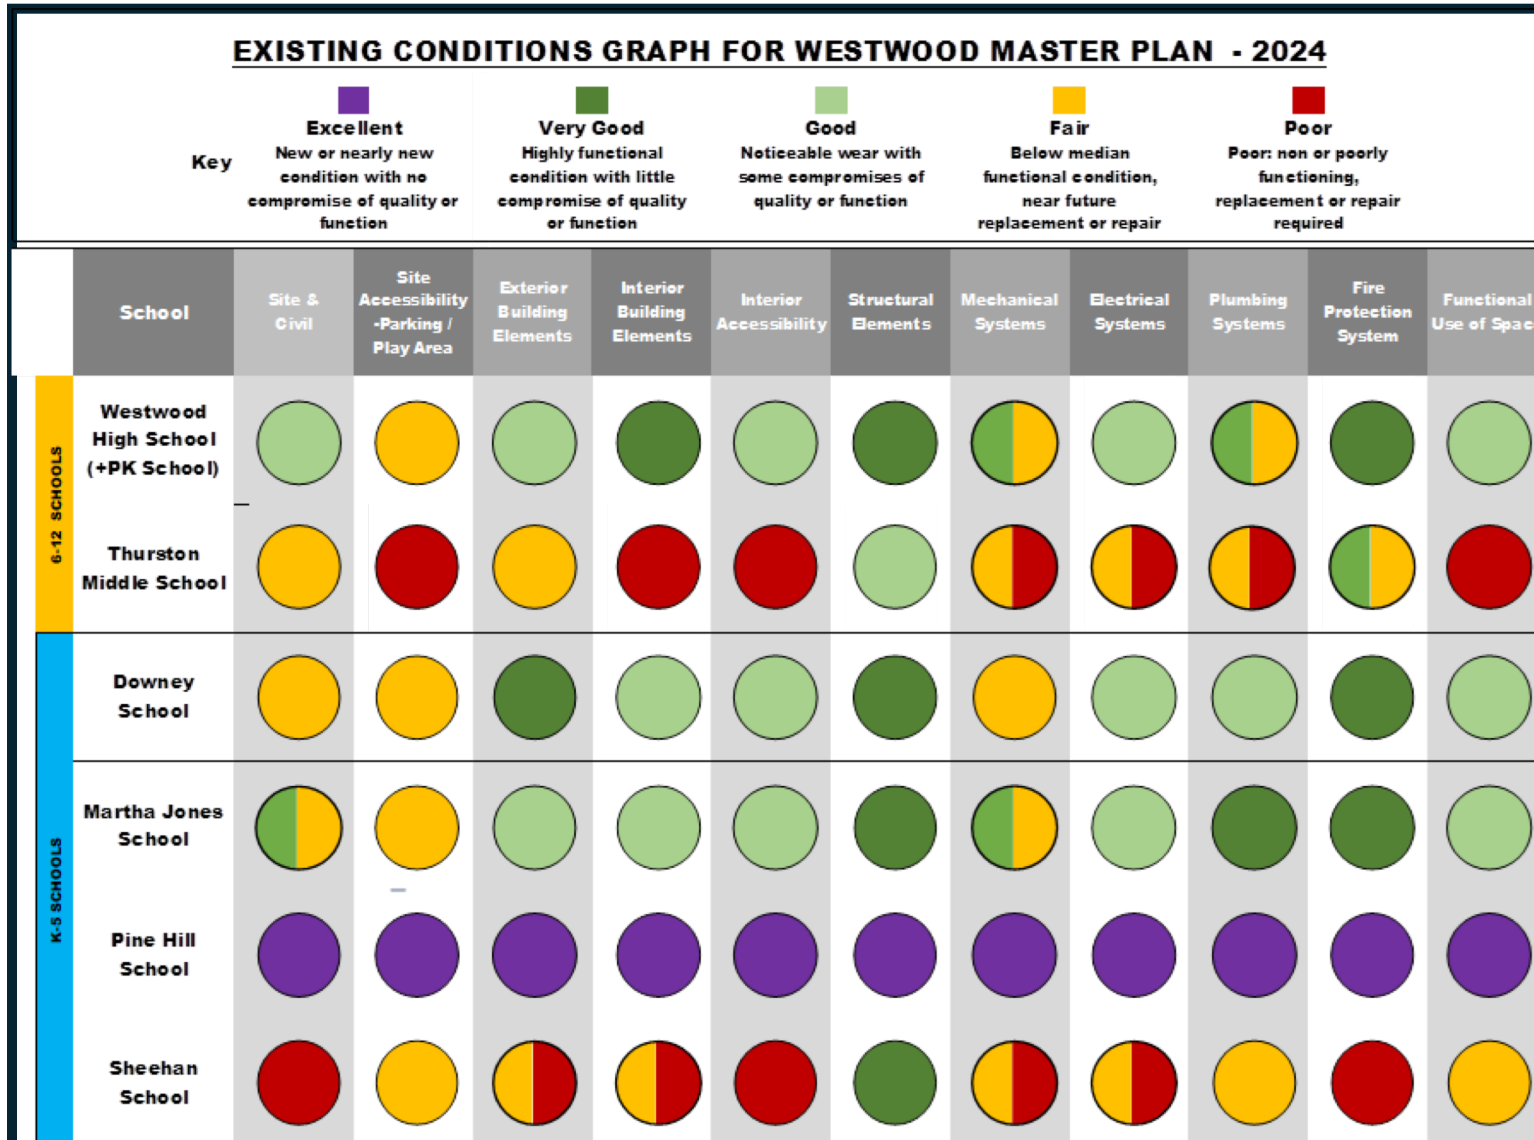 EXISTING CONDITIONS GRAPH FOR WESTWOOD MASTER PLAN - 2024
Key
Excellent
New or nearly new
condition with no
compromise of quality or
function
Very Good
Highly functional
condition with little
compromise of quality
or function
Good
Noticeable wear with
some compromises of
quality or function
Fair
Below median
functional condition,
near future
replacement or repair
Poor
Poor: non or poorly
functioning,
replacement or repair
required
School
Site &
Civil
Site
Accessibility
-Parking /
Play Area
Exterior
Building
Elements
Interior
Building
Elements
Interior
Accessibility
Structural
Elements
Mechanical
Systems
Electrical
Systems
Plumbing
Systems
Fire
Protection
System
Functional
Use of Spac
6-12 SCHOOLS
Westwood
High School
(+PK School)
Thurston
Middle School
K-5 SCHOOLS
Downey
School
Martha Jones
School
Pine Hill
School
Sheehan
School